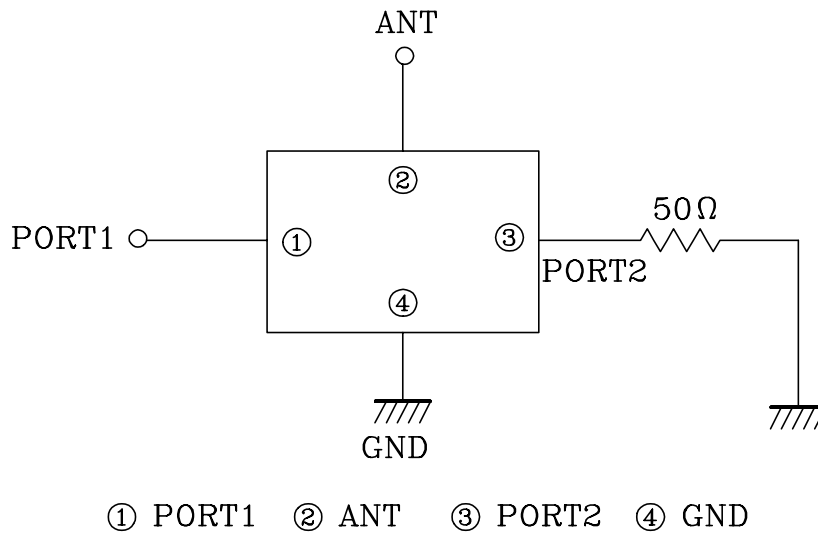 ANT
②
PORT1 ① ③ 50Ω
PORT2
④
GND
① PORT1 ② ANT ③ PORT2 ④ GND